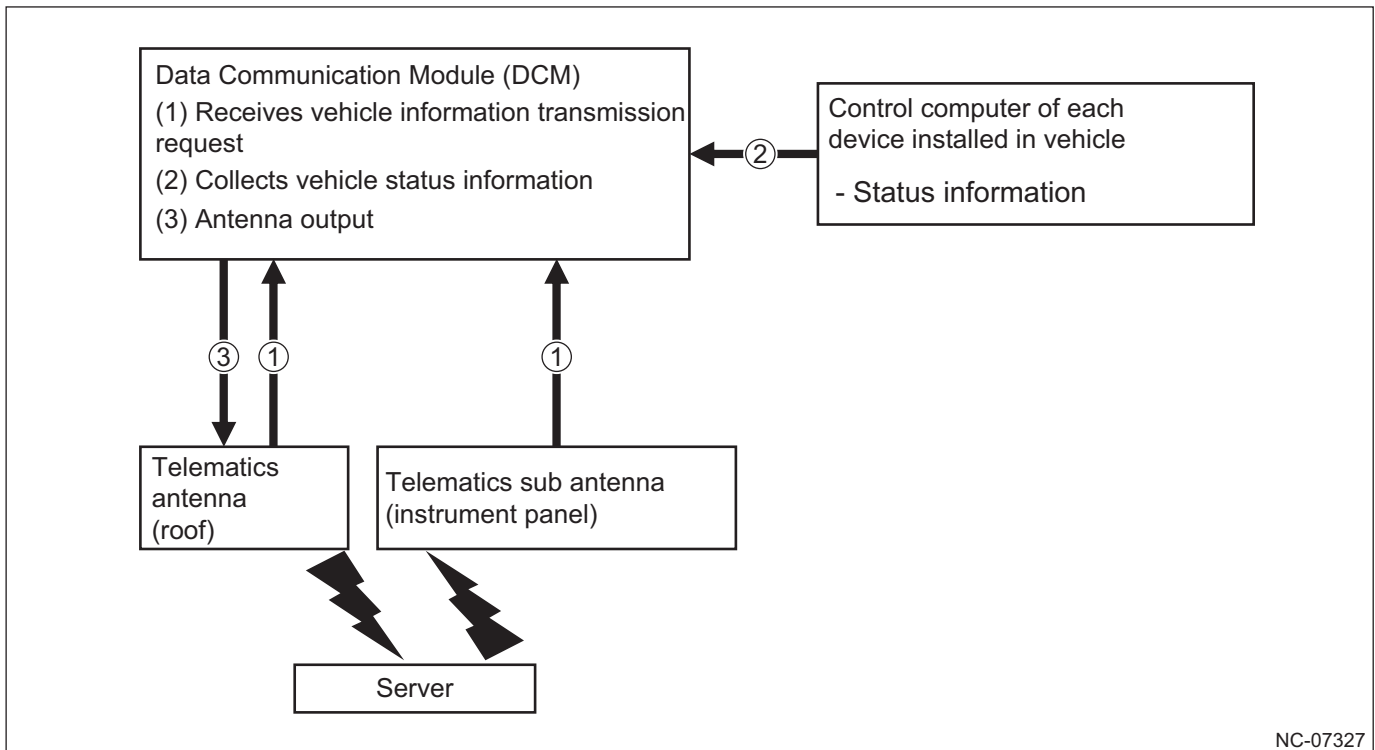 Data Communication Module (DCM)
(1) Receives vehicle information transmission
request
(2) Collects vehicle status information
(3) Antenna output
Control computer of each
device installed in vehicle
- Status information
②
③
①
①
Telematics
antenna
(roof)
Telematics sub antenna
(instrument panel)
Server
NC-07327